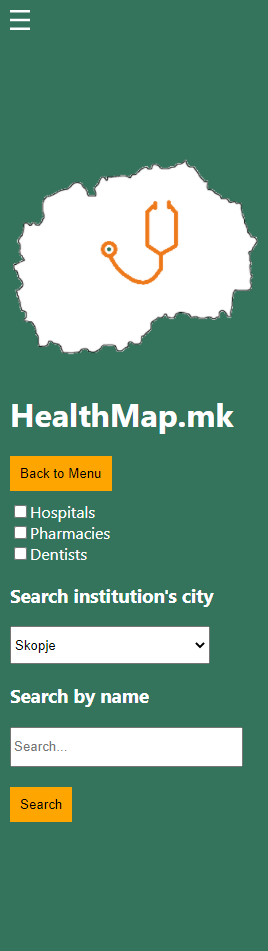 HealthMap.mk
Back to Menu
Hospitals
Pharmacies
Dentists
Search institution's city
Skopje
Search by name
Search...
Search